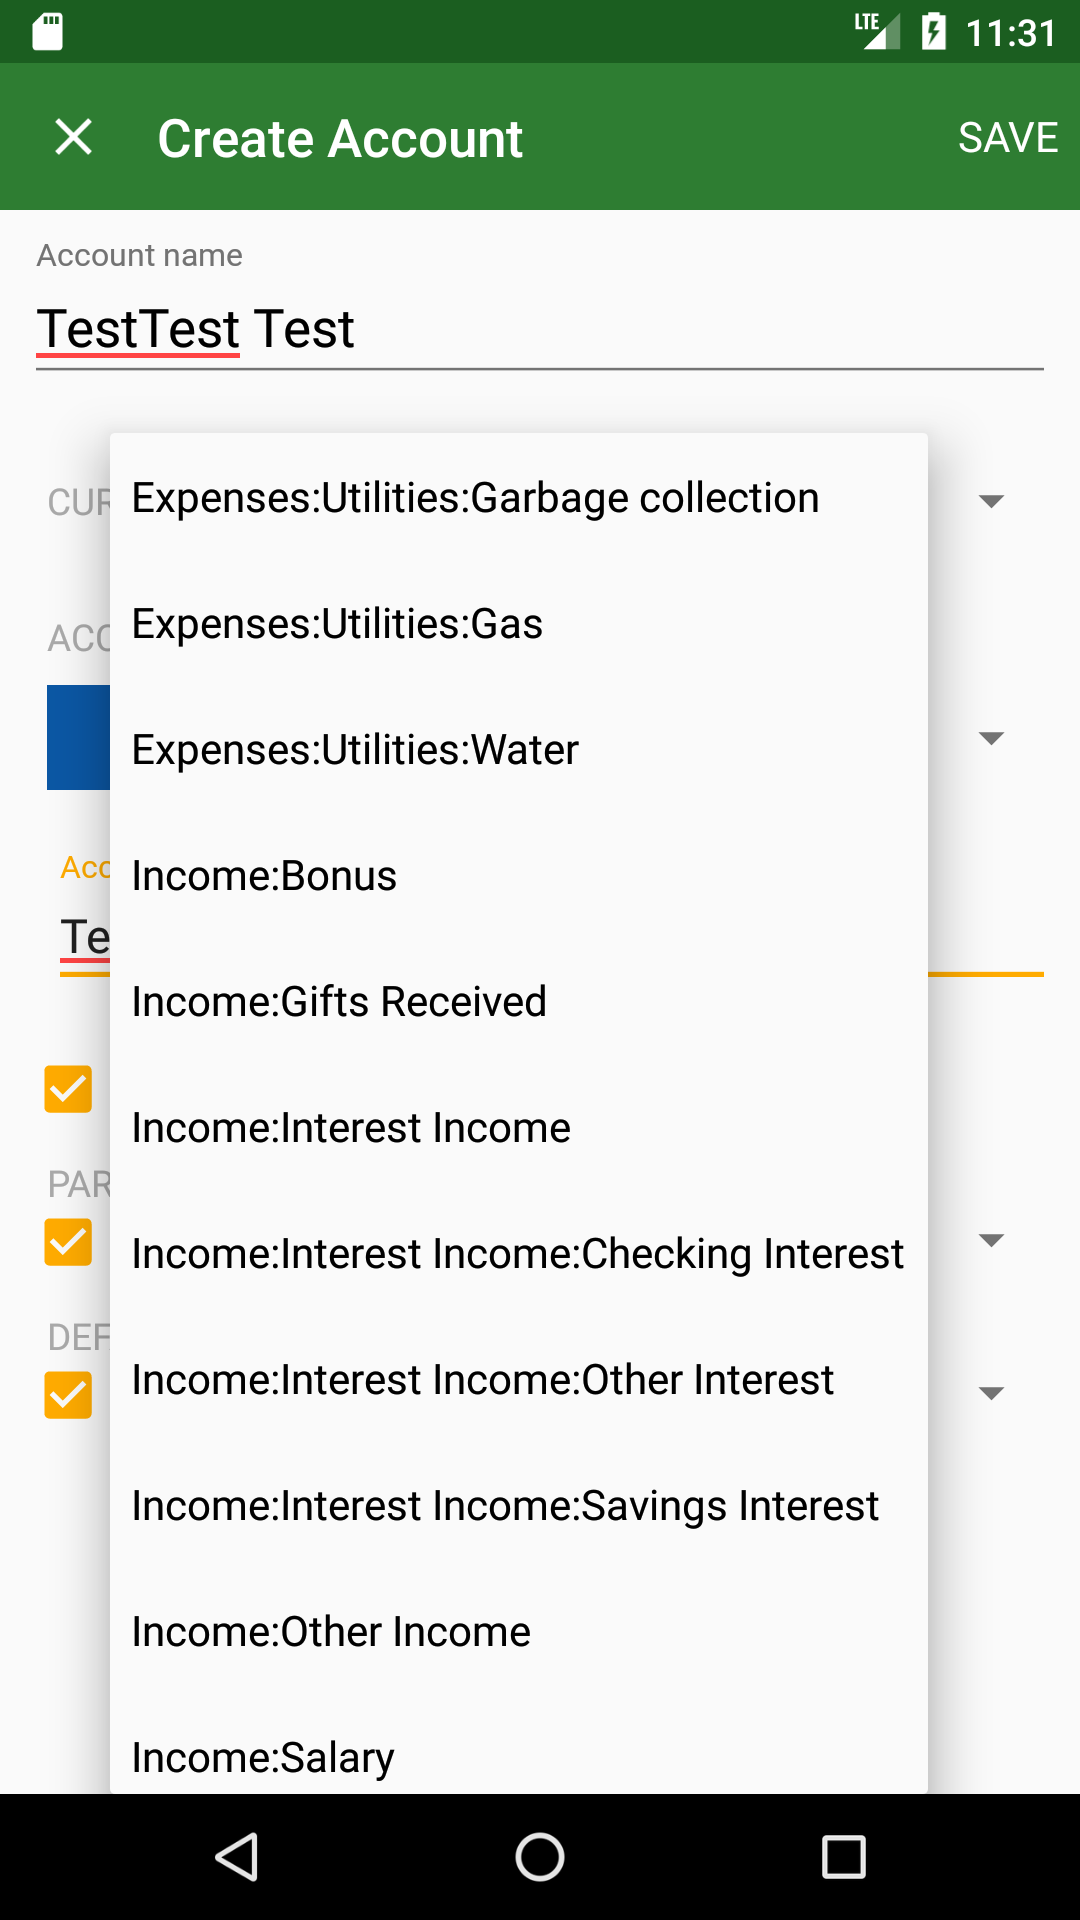 LTE 11:31
Create Account SAVE
Account name
TestTest Test
CUR
Expenses:Utilities:Garbage collection
Expenses:Utilities:Gas
ACC
Expenses:Utilities:Water
Acc
Income:Bonus
Te
Income:Gifts Received
Income:Interest Income
PAR
Income:Interest Income:Checking Interest
DEF
Income:Interest Income:Other Interest
Income:Interest Income:Savings Interest
Income:Other Income
Income:Salary